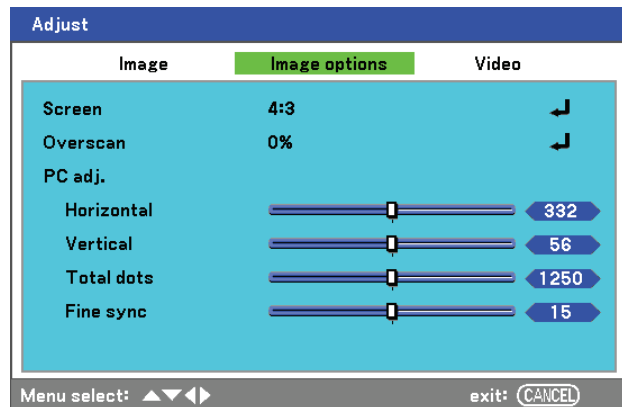 Adjust
Image Image options Video
Screen 4:3
Overscan 0%
PC adj.
Horizontal 332
Vertical 56
Total dots 1250
Fine sync 15
Menu select: ▲▼◀▶ exit: (CANCEL)